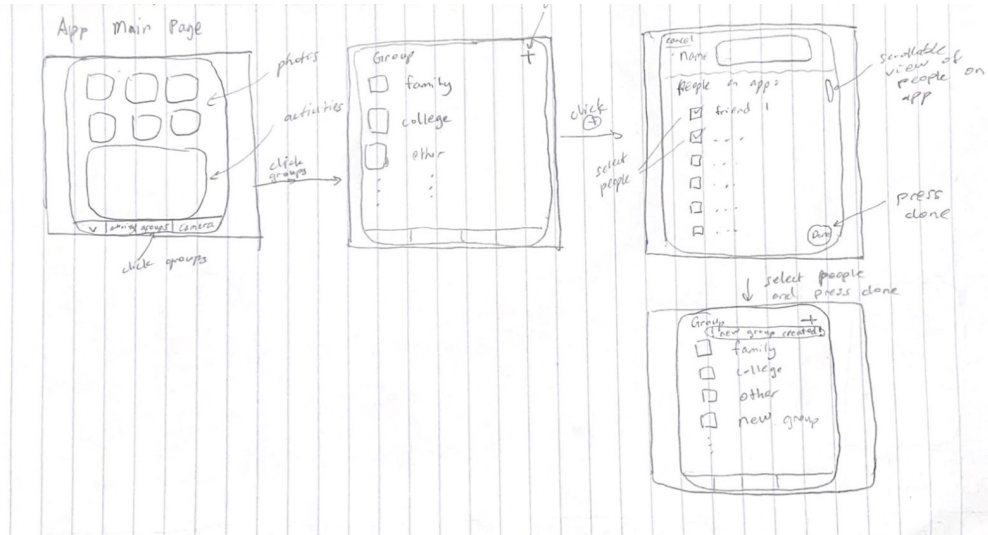 App Main Page
photos
activities
groups
camera
click groups
click
groups
Group
+
family
college
other
click
+
cancel
name
People on app:
friend 1
select
people
Done
scrollable
view of
people on
app
press
done
select people
and press done
Group
+
new group created!
family
college
other
new group